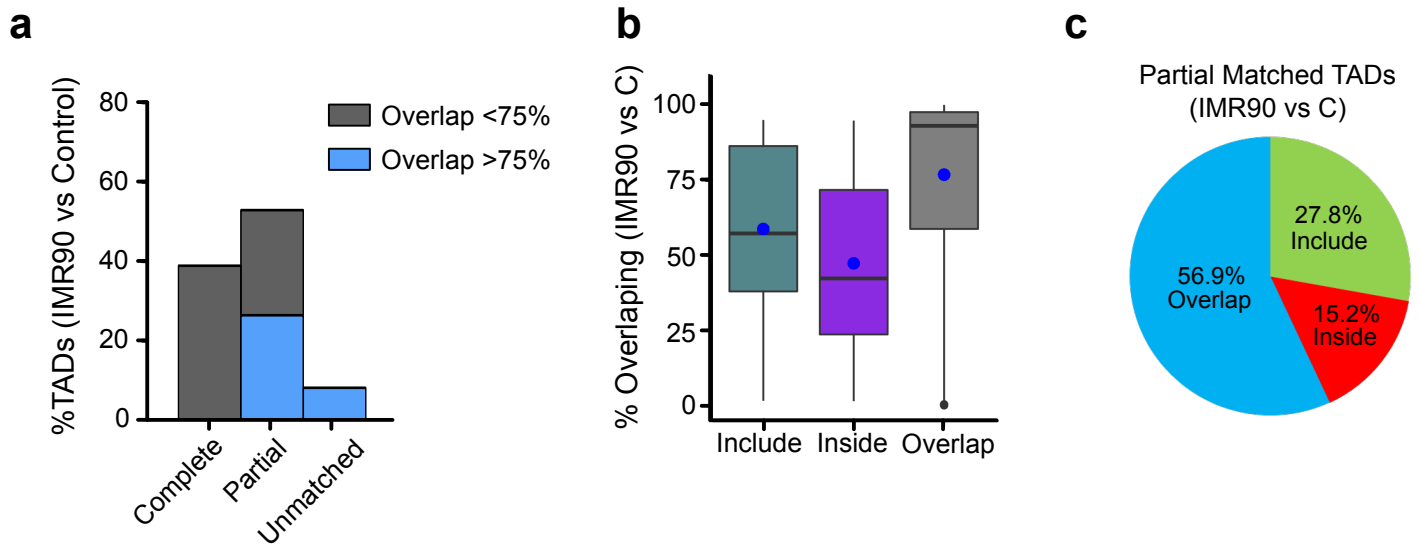 a
%TADs (IMR90 vs Control)
80
60
40
20
0
Overlap <75%
Overlap >75%
Complete
Partial
Unmatched
b
% Overlaping (IMR90 vs C)
100
75
50
25
0
Include
Inside
Overlap
c
Partial Matched TADs
(IMR90 vs C)
27.8%
Include
56.9%
Overlap
15.2%
Inside